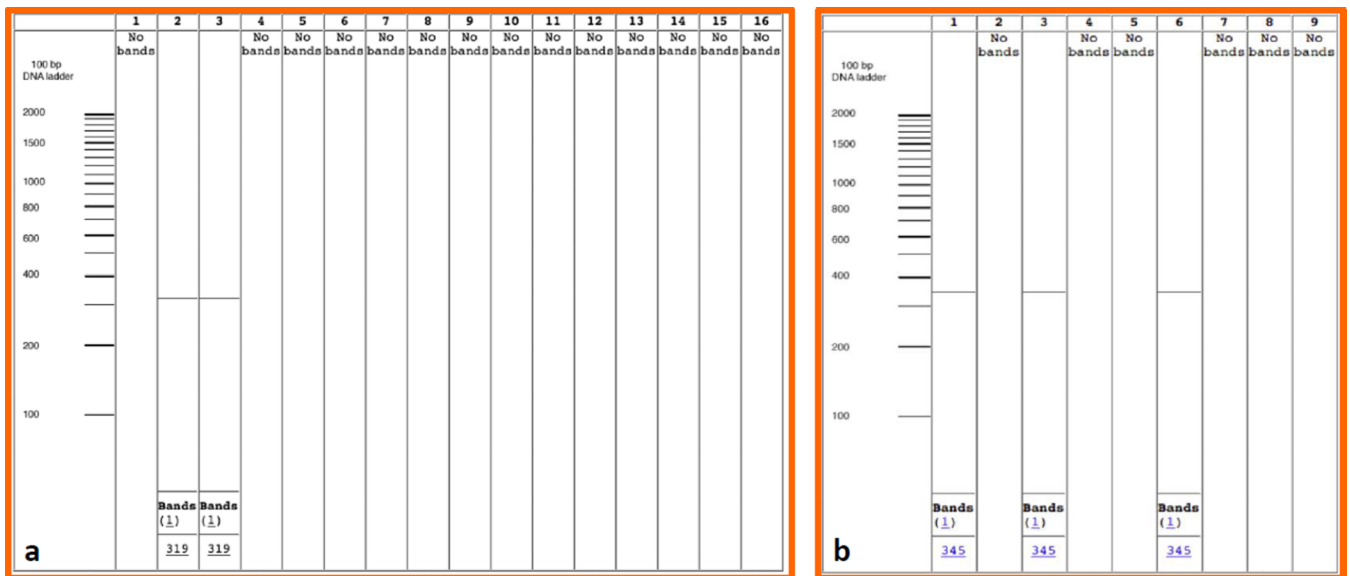 1 2 3 4 5 6 7 8 9 10 11 12 13 14 15 16
No No No No No No No No No No No No No No
bands bands bands bands bands bands bands bands bands bands bands bands bands bands
100 bp
DNA ladder
2000
1500
1000
800
600
400
200
100
Bands Bands
(1) (1)
319 319
a
1 2 3 4 5 6 7 8 9
No No No No No No
bands bands bands bands bands bands
100 bp
DNA ladder
2000
1500
1000
800
600
400
200
100
Bands Bands Bands
(1) (1) (1)
345 345 345
b